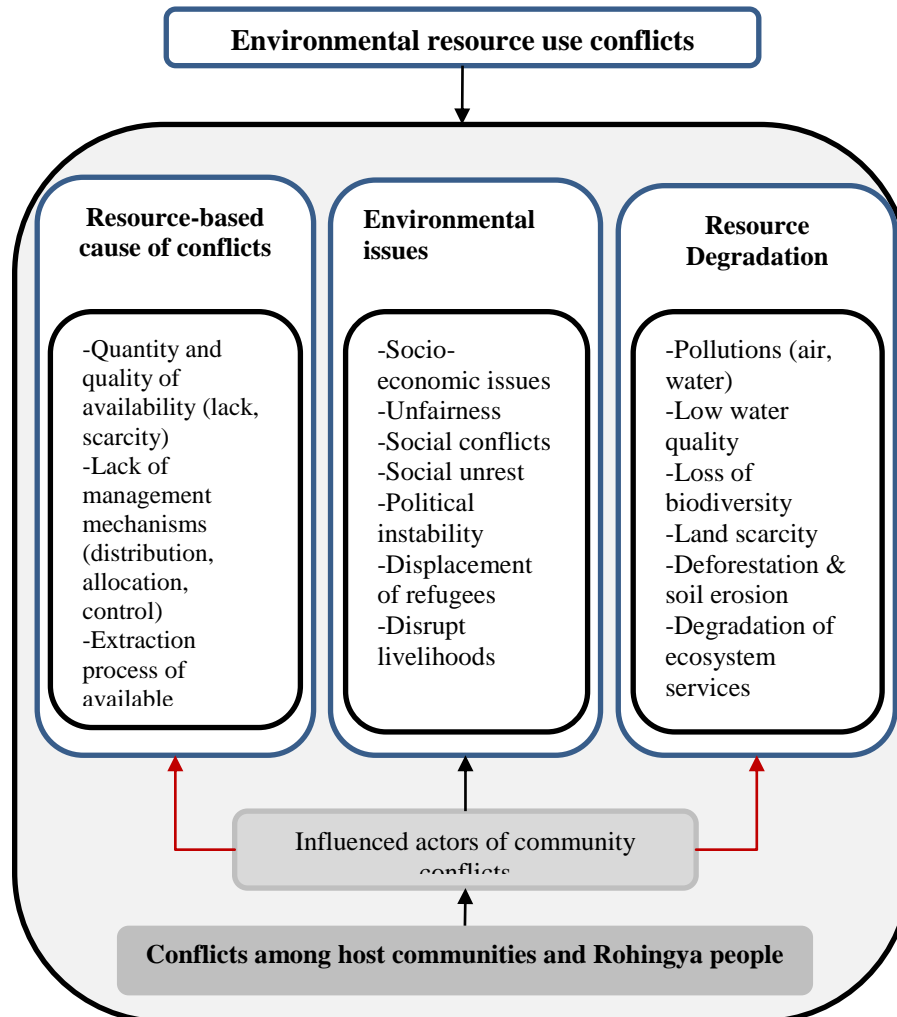 Environmental resource use conflicts
Resource-based
cause of conflicts
-Quantity and
quality of
availability (lack,
scarcity)
-Lack of
management
mechanisms
(distribution,
allocation,
control)
-Extraction
process of
available
Environmental
issues
-Socio-
economic issues
-Unfairness
-Social conflicts
-Social unrest
-Political
instability
-Displacement
of refugees
-Disrupt
livelihoods
Resource
Degradation
-Pollutions (air,
water)
-Low water
quality
-Loss of
biodiversity
-Land scarcity
-Deforestation &
soil erosion
-Degradation of
ecosystem
services
Influenced actors of community
conflicts
Conflicts among host communities and Rohingya people